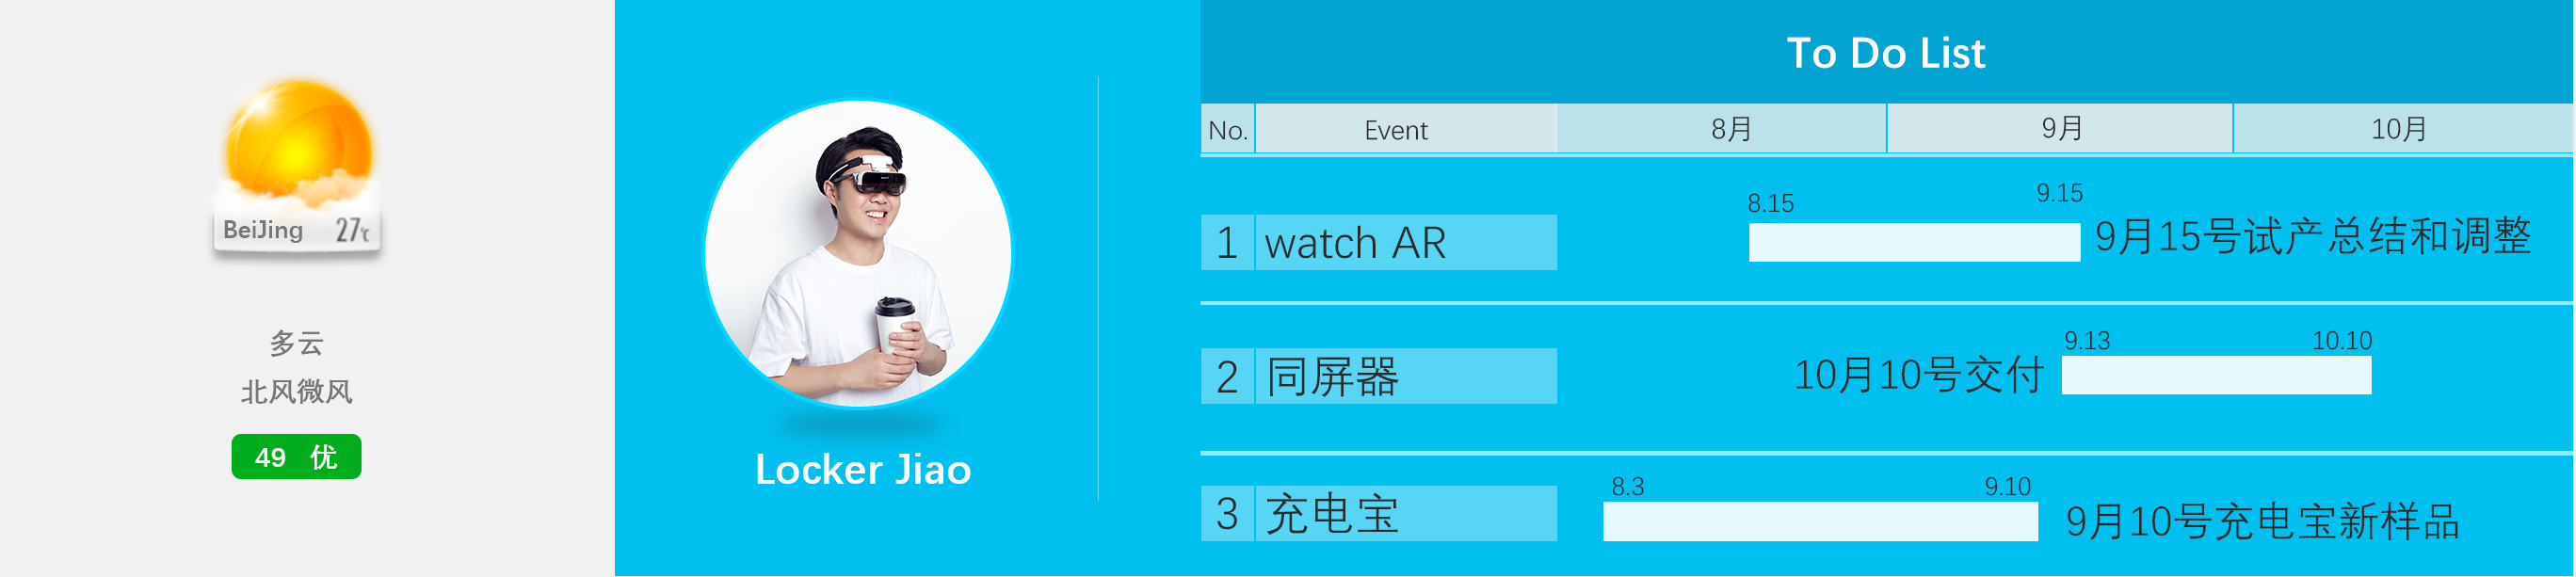 BeiJing 27℃
多云
北风微风
49 优
Locker Jiao
To Do List
No. Event 8月 9月 10月
8.15 9.15
1 watch AR 9月15号试产总结和调整
9.13 10.10
2 同屏器 10月10号交付
8.3 9.10
3 充电宝 9月10号充电宝新样品